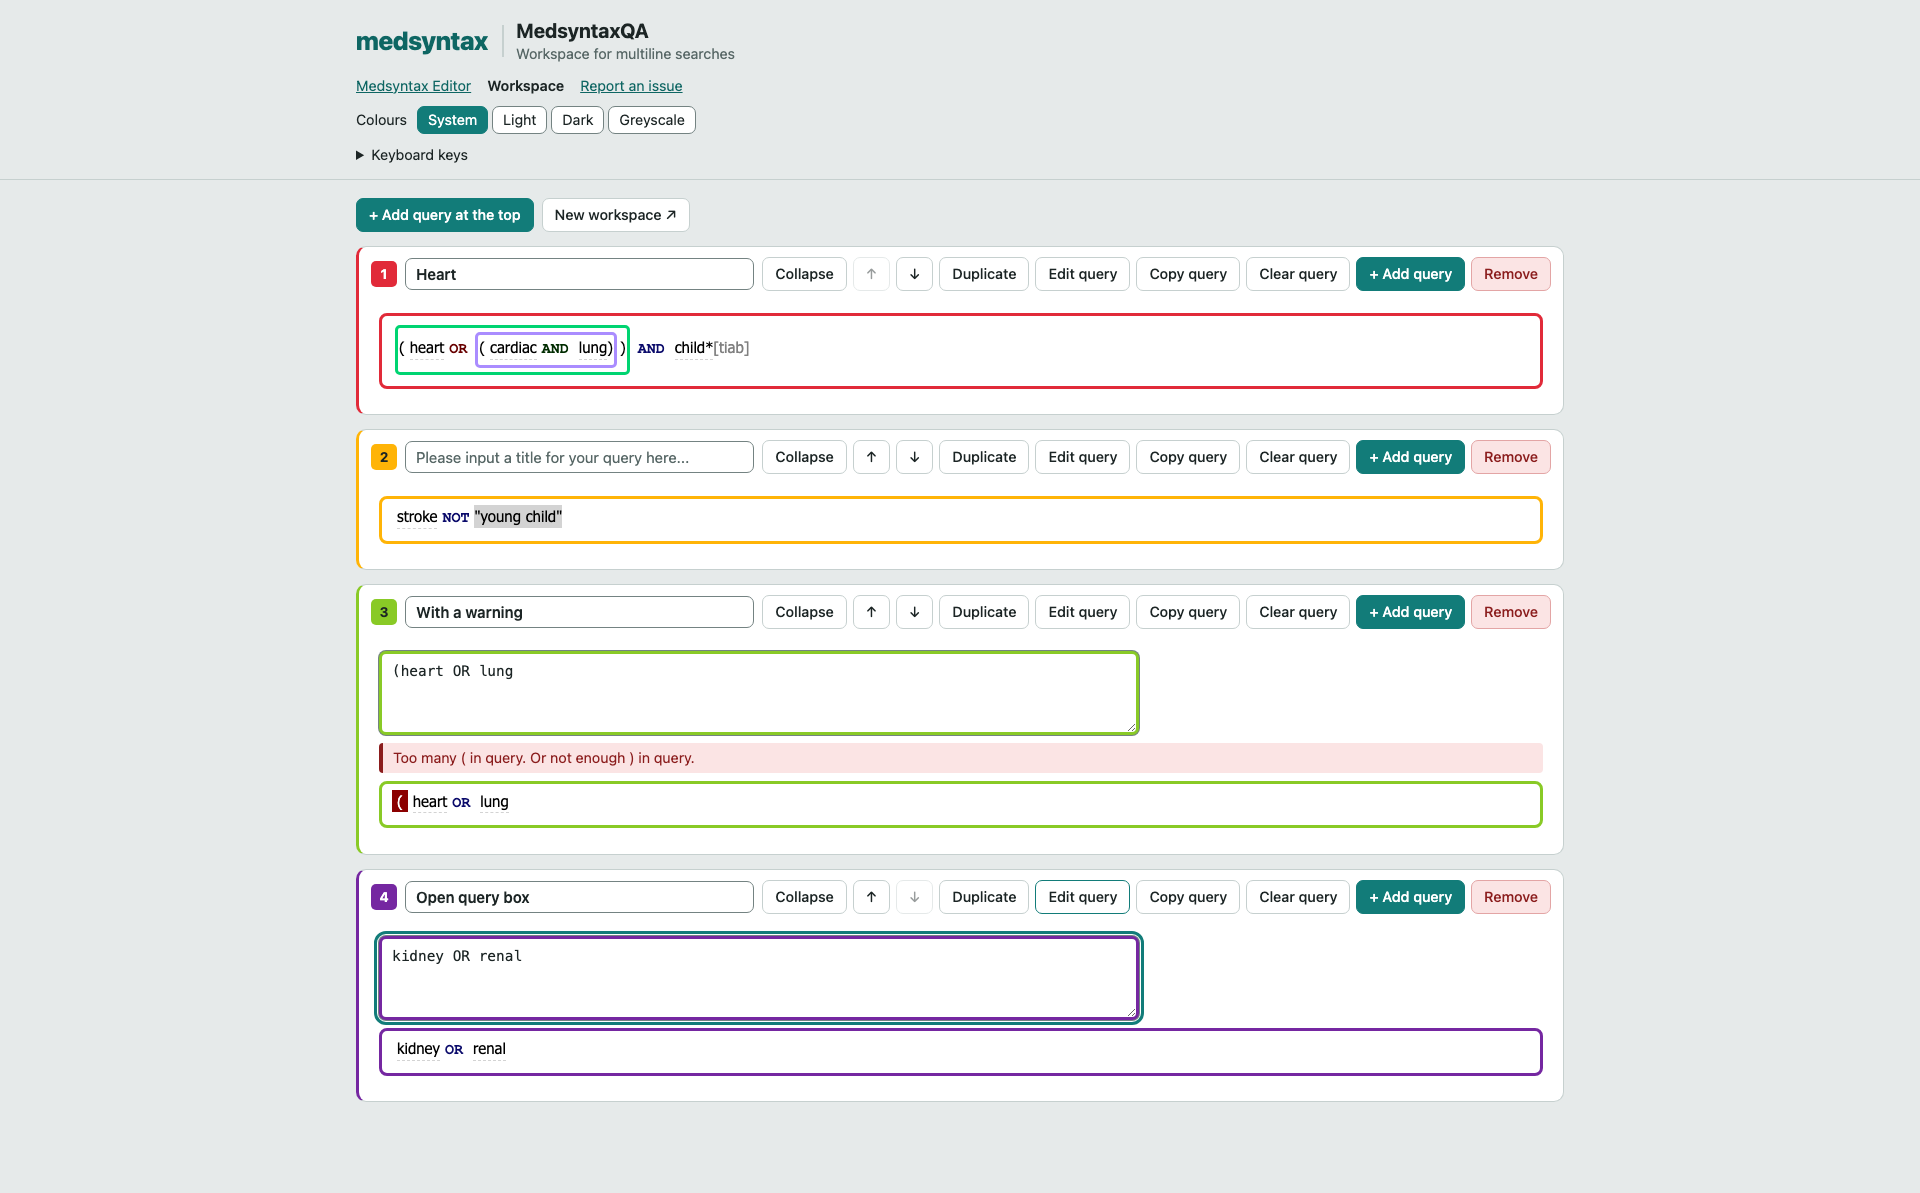 medsyntax
MedsyntaxQA
Workspace for multiline searches
Medsyntax Editor Workspace Report an issue
Colours System Light Dark Greyscale
▶ Keyboard keys
+ Add query at the top New workspace ↗
1 Heart Collapse ↑ ↓ Duplicate Edit query Copy query Clear query + Add query Remove
( heart OR ( cardiac AND lung) ) AND child*[tiab]
2 Please input a title for your query here... Collapse ↑ ↓ Duplicate Edit query Copy query Clear query + Add query Remove
stroke NOT "young child"
3 With a warning Collapse ↑ ↓ Duplicate Edit query Copy query Clear query + Add query Remove
(heart OR lung
Too many ( in query. Or not enough ) in query.
( heart OR lung
4 Open query box Collapse ↑ ↓ Duplicate Edit query Copy query Clear query + Add query Remove
kidney OR renal
kidney OR renal